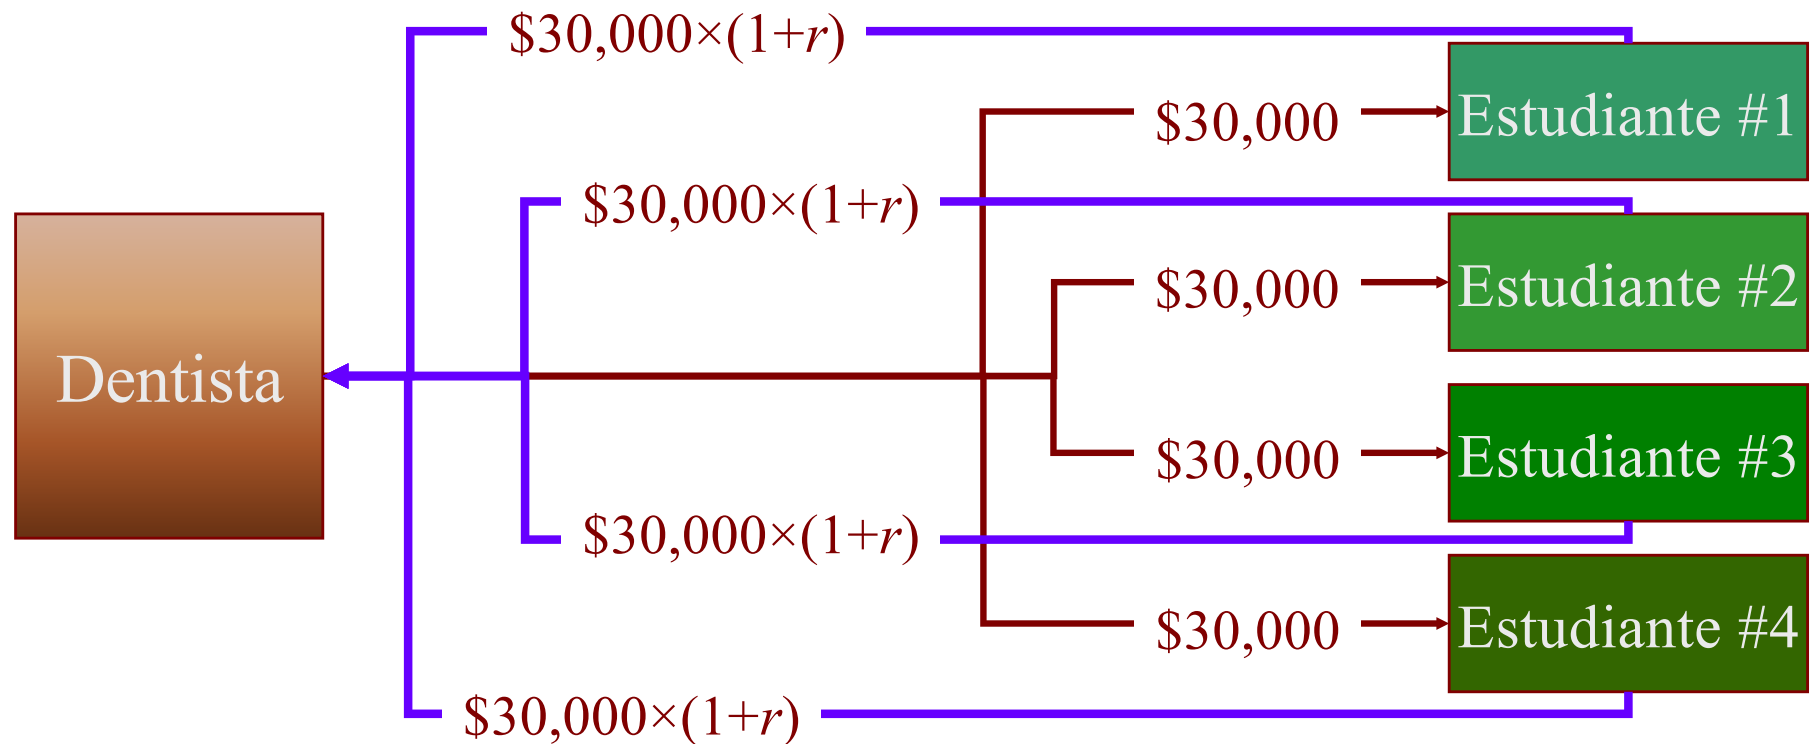 $30,000×(1+r)
$30,000
Estudiante #1
$30,000×(1+r)
$30,000
Estudiante #2
Dentista
$30,000
Estudiante #3
$30,000×(1+r)
$30,000
Estudiante #4
$30,000×(1+r)